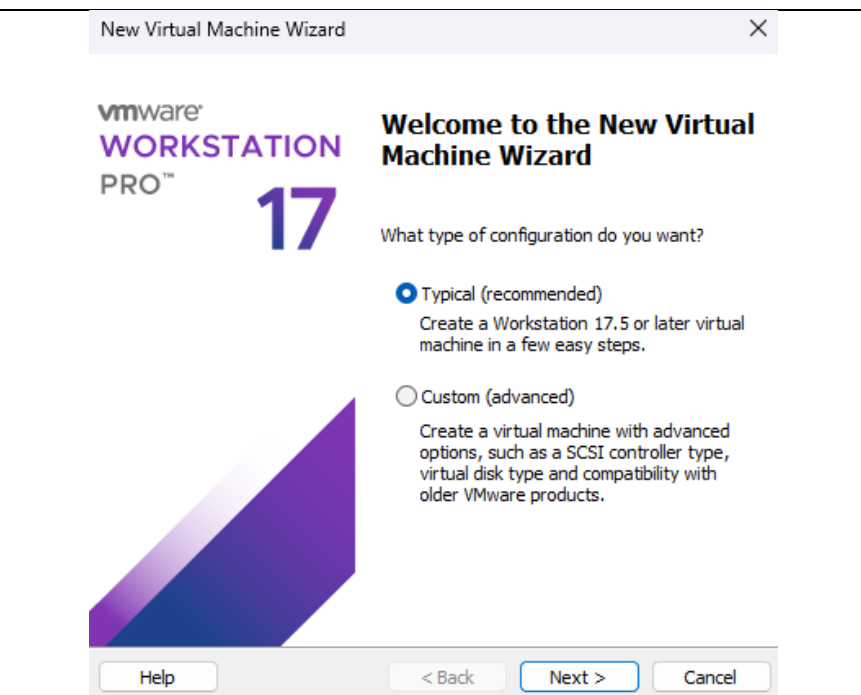 New Virtual Machine Wizard
vmware®
WORKSTATION
PRO™
17
Welcome to the New Virtual
Machine Wizard
What type of configuration do you want?
Typical (recommended)
Create a Workstation 17.5 or later virtual
machine in a few easy steps.
Custom (advanced)
Create a virtual machine with advanced
options, such as a SCSI controller type,
virtual disk type and compatibility with
older VMware products.
Help
< Back
Next >
Cancel